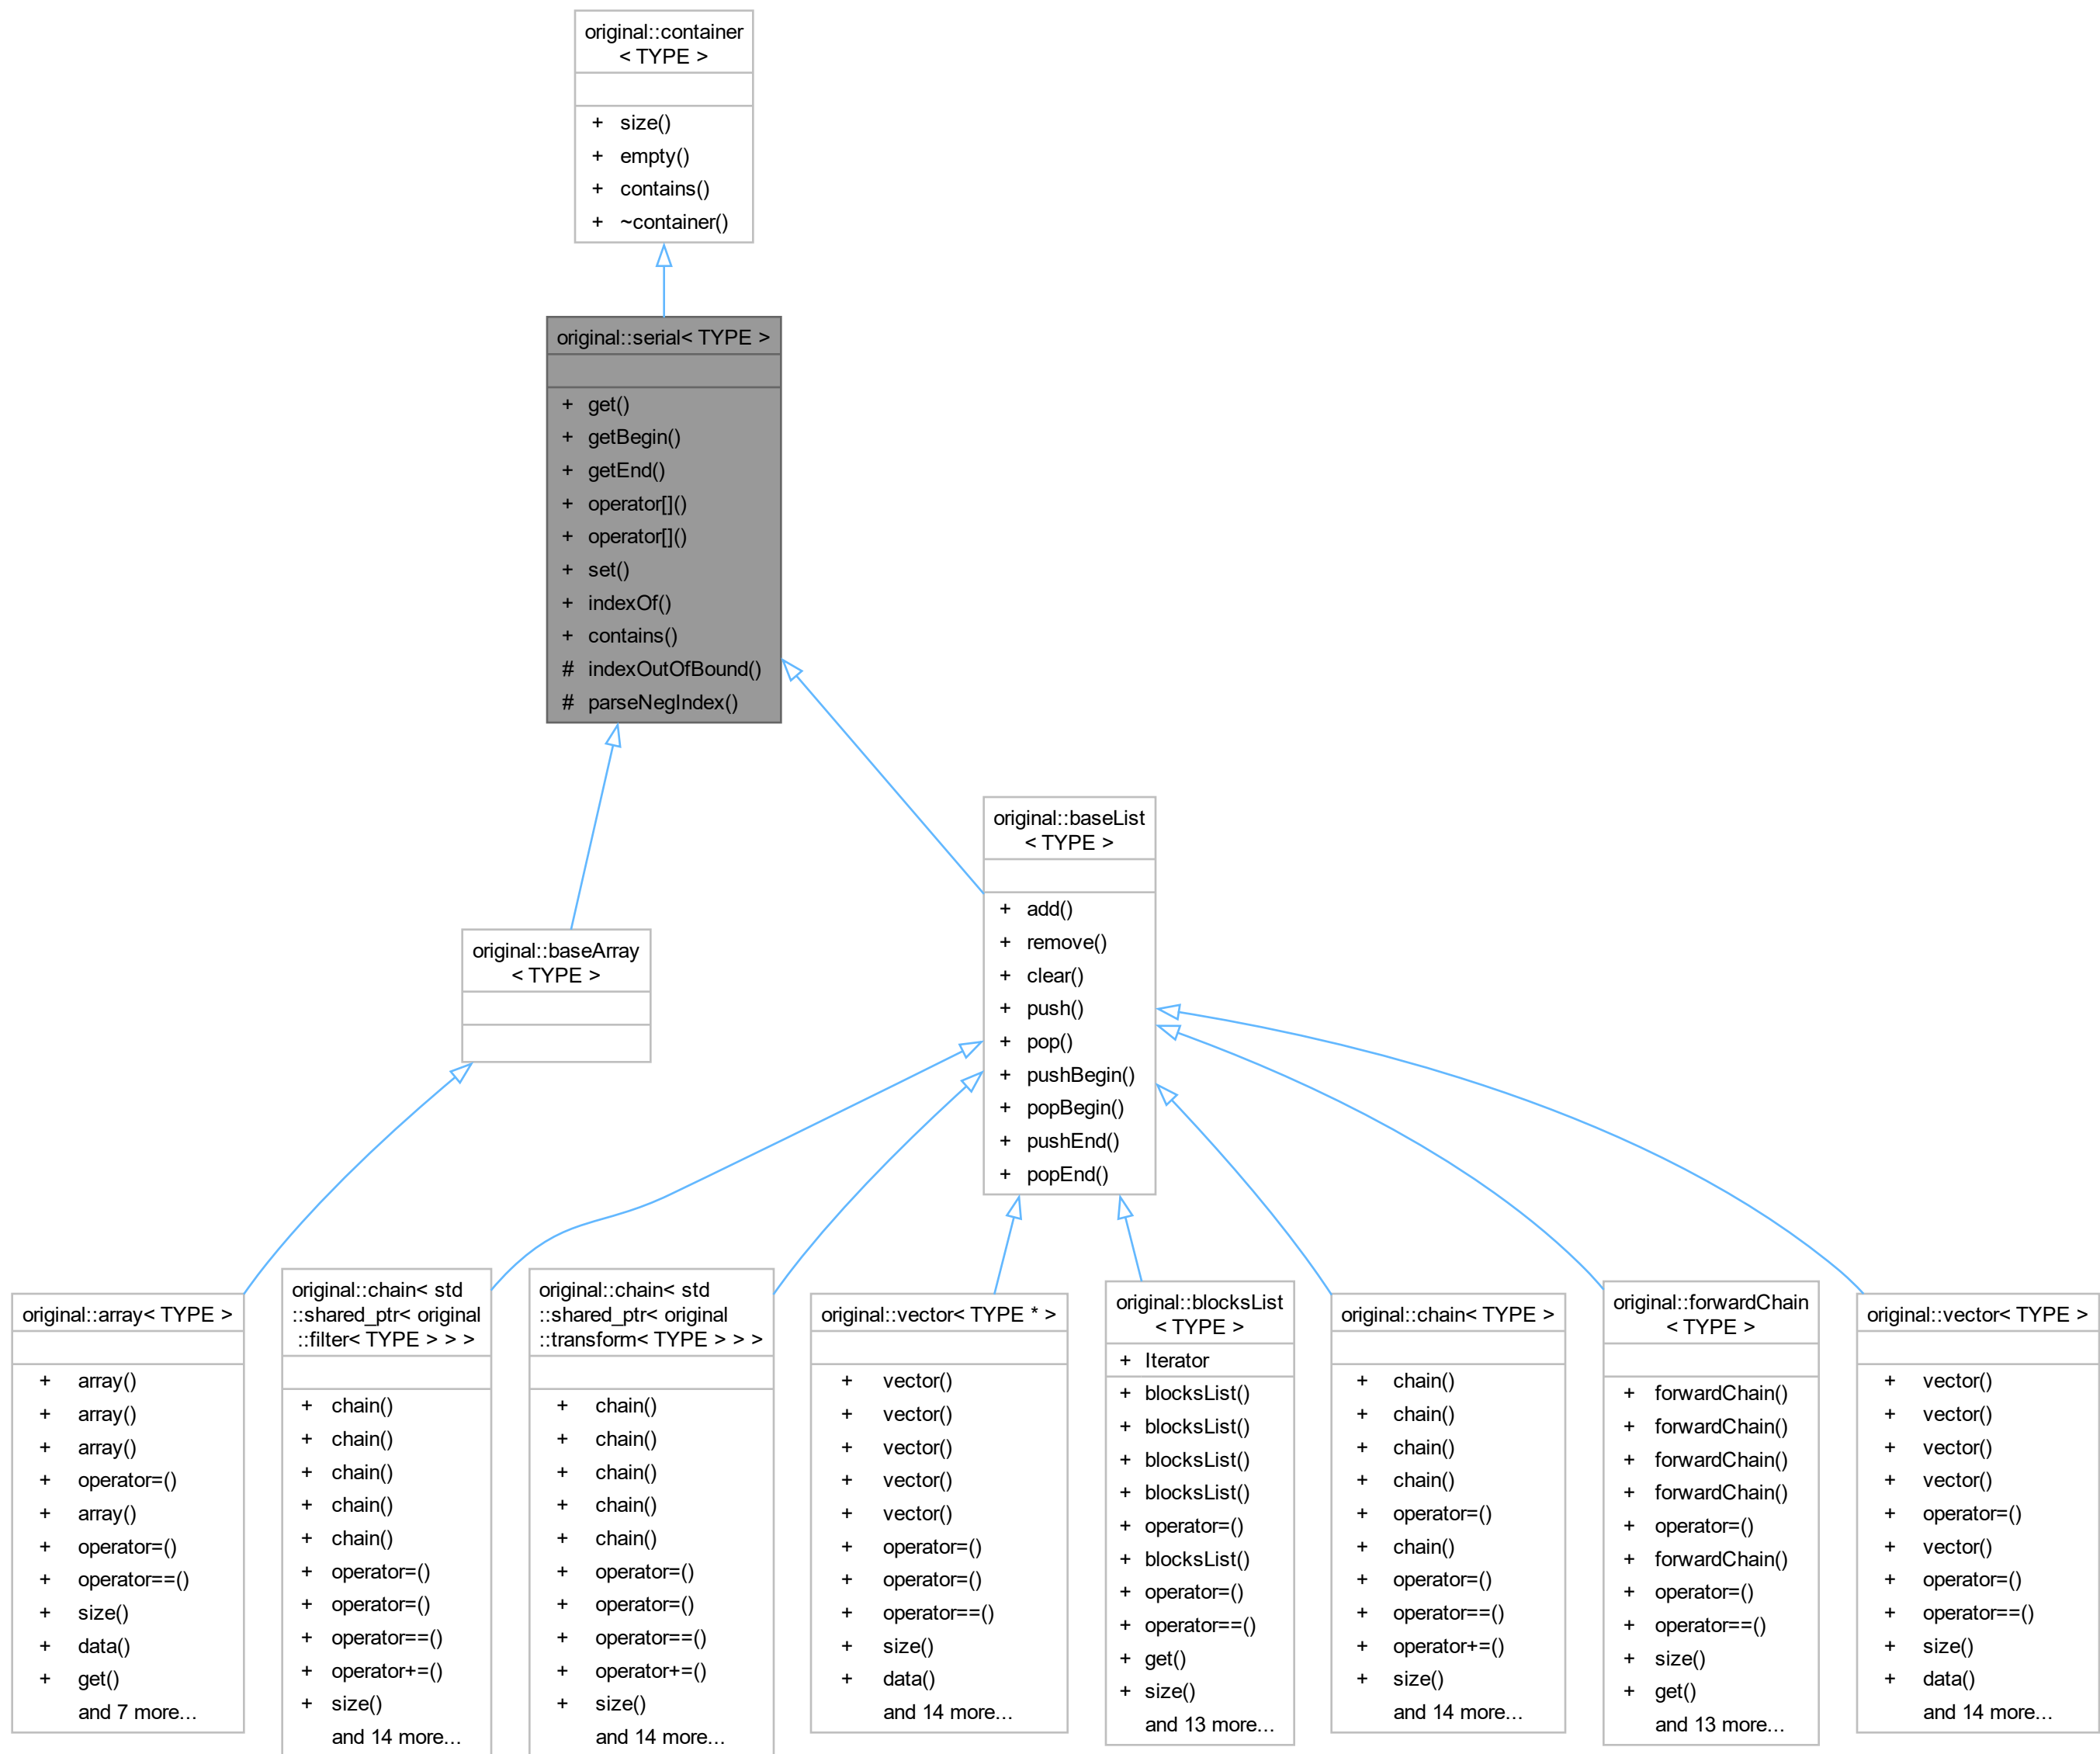 original::container
< TYPE >
+ size()
+ empty()
+ contains()
+ ~container()
original::serial< TYPE >
+ get()
+ getBegin()
+ getEnd()
+ operator[]()
+ operator[]()
+ set()
+ indexOf()
+ contains()
# indexOutOfBound()
# parseNegIndex()
original::baseList
< TYPE >
+ add()
+ remove()
+ clear()
+ push()
+ pop()
+ pushBegin()
+ popBegin()
+ pushEnd()
+ popEnd()
original::baseArray
< TYPE >
original::array< TYPE >
+ array()
+ array()
+ array()
+ operator=()
+ array()
+ operator=()
+ operator==()
+ size()
+ data()
+ get()
and 7 more...
original::chain< std
::shared_ptr< original
::filter< TYPE > > >
+ chain()
+ chain()
+ chain()
+ chain()
+ chain()
+ operator=()
+ operator=()
+ operator==()
+ operator+=()
+ size()
and 14 more...
original::chain< std
::shared_ptr< original
::transform< TYPE > > >
+ chain()
+ chain()
+ chain()
+ chain()
+ chain()
+ operator=()
+ operator=()
+ operator==()
+ operator+=()
+ size()
and 14 more...
original::vector< TYPE * >
+ vector()
+ vector()
+ vector()
+ vector()
+ vector()
+ operator=()
+ operator=()
+ operator==()
+ size()
+ data()
and 14 more...
original::blocksList
< TYPE >
+ Iterator
+ blocksList()
+ blocksList()
+ blocksList()
+ blocksList()
+ operator=()
+ blocksList()
+ operator=()
+ operator==()
+ get()
+ size()
and 13 more...
original::chain< TYPE >
+ chain()
+ chain()
+ chain()
+ chain()
+ operator=()
+ chain()
+ operator=()
+ operator==()
+ operator+=()
+ size()
and 14 more...
original::forwardChain
< TYPE >
+ forwardChain()
+ forwardChain()
+ forwardChain()
+ forwardChain()
+ operator=()
+ forwardChain()
+ operator=()
+ operator==()
+ size()
+ get()
and 13 more...
original::vector< TYPE >
+ vector()
+ vector()
+ vector()
+ vector()
+ operator=()
+ vector()
+ operator=()
+ operator==()
+ size()
+ data()
and 14 more...